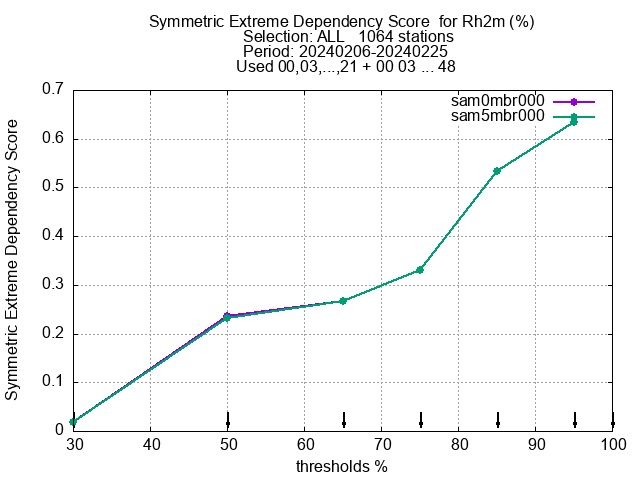 Symmetric Extreme Dependency Score  for Rh2m (%)
Selection: ALL   1064 stations
Period: 20240206-20240225
Used 00,03,...,21 + 00 03 ... 48
sam0mbr000
sam5mbr000
Symmetric Extreme Dependency Score
0.7
0.6
0.5
0.4
0.3
0.2
0.1
0
30 40 50 60 70 80 90 100
thresholds %